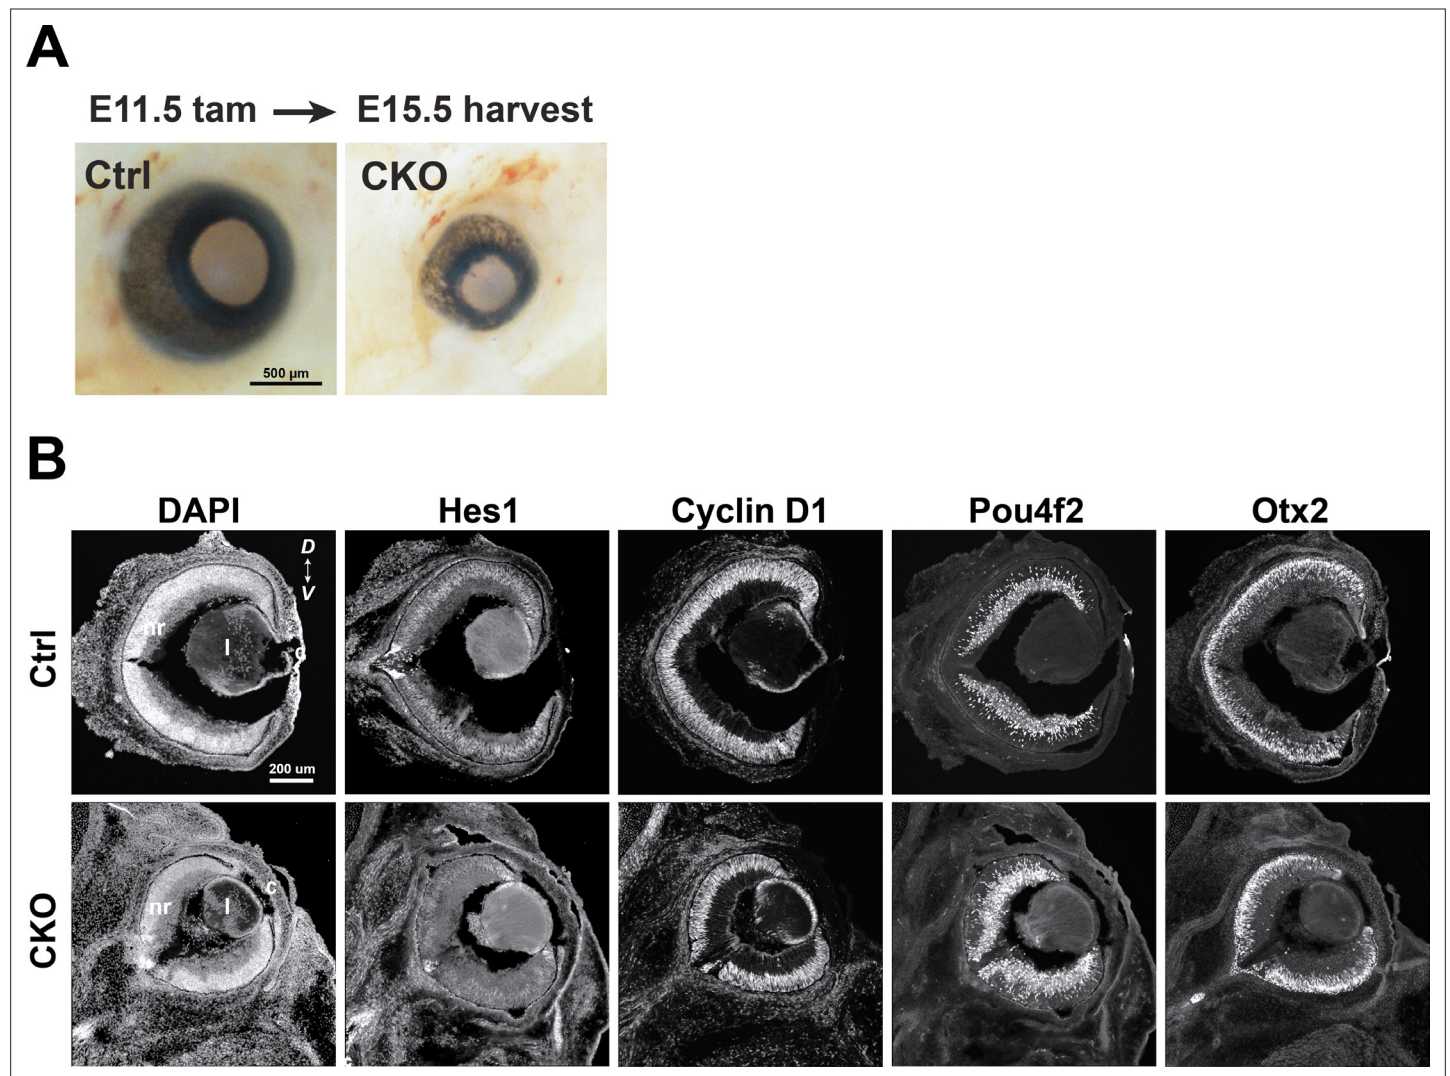 A
E11.5 tam → E15.5 harvest
Ctrl
CKO
500 µm
B
DAPI
Hes1
Cyclin D1
Pou4f2
Otx2
Ctrl
D
V
nr
l
c
200 um
CKO
nr
l
c